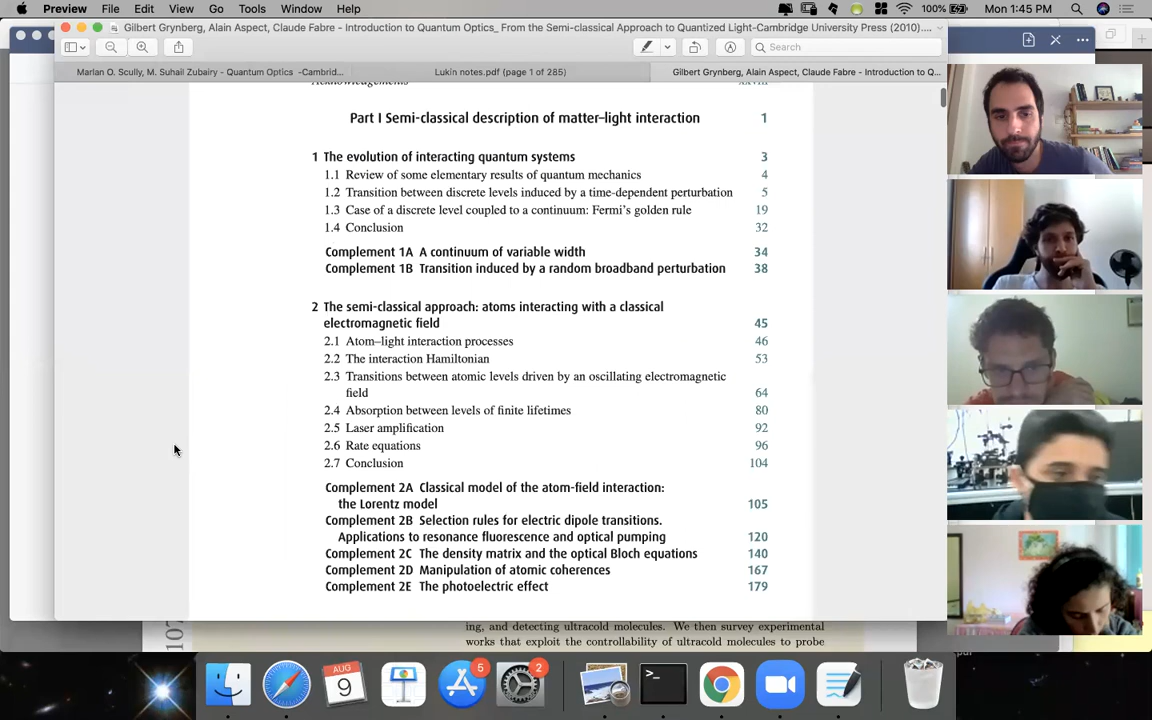 Preview File Edit View Go Tools Window Help 100% Mon 1:45 PM
Gilbert Grynberg, Alain Aspect, Claude Fabre - Introduction to Quantum Optics_ From the Semi-classical Approach to Quantized Light-Cambridge University Press (2010)....
Search
Marlan O. Scully, M. Suhail Zubairy - Quantum Optics -Cambrid... Lukin notes.pdf (page 1 of 285) Gilbert Grynberg, Alain Aspect, Claude Fabre - Introduction to Q...
Acknowledgements xxviii
Part I Semi-classical description of matter–light interaction 1
1 The evolution of interacting quantum systems 3
1.1 Review of some elementary results of quantum mechanics 4
1.2 Transition between discrete levels induced by a time-dependent perturbation 5
1.3 Case of a discrete level coupled to a continuum: Fermi's golden rule 19
1.4 Conclusion 32
Complement 1A A continuum of variable width 34
Complement 1B Transition induced by a random broadband perturbation 38
2 The semi-classical approach: atoms interacting with a classical
electromagnetic field 45
2.1 Atom–light interaction processes 46
2.2 The interaction Hamiltonian 53
2.3 Transitions between atomic levels driven by an oscillating electromagnetic
field 64
2.4 Absorption between levels of finite lifetimes 80
2.5 Laser amplification 92
2.6 Rate equations 96
2.7 Conclusion 104
Complement 2A Classical model of the atom-field interaction:
the Lorentz model 105
Complement 2B Selection rules for electric dipole transitions.
Applications to resonance fluorescence and optical pumping 120
Complement 2C The density matrix and the optical Bloch equations 140
Complement 2D Manipulation of atomic coherences 167
Complement 2E The photoelectric effect 179
ing, and detecting ultracold molecules. We then survey experimental
works that exploit the controllability of ultracold molecules to probe
AUG
9
5
2